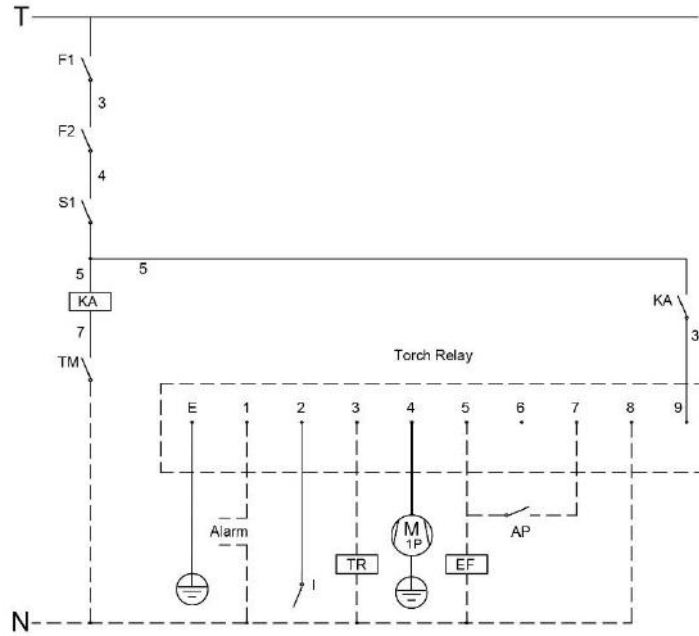 T
F1
3
F2
4
S1
5
5
KA
KA
7
3
TM
Torch Relay
E 1 2 3 4 5 6 7 8 9
Alarm
M
1P
AP
TR
EF
I
N